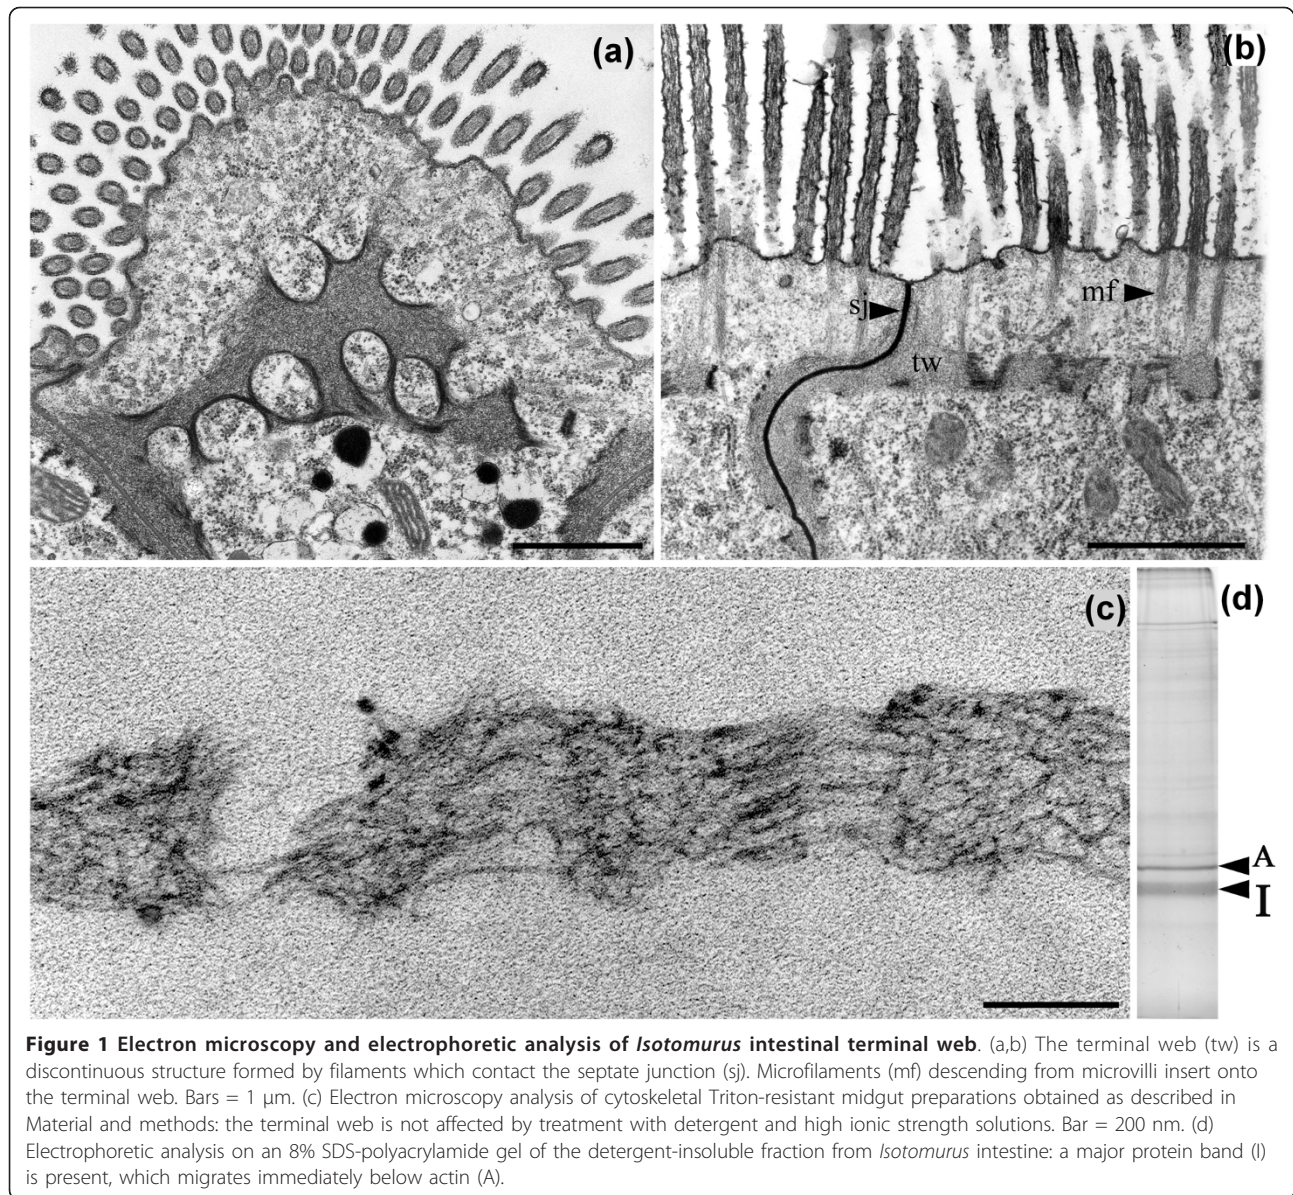 (a)
(b)
sj
mf
tw
(c)
(d)
A
I
Figure 1 Electron microscopy and electrophoretic analysis of Isotomurus intestinal terminal web. (a,b) The terminal web (tw) is a
discontinuous structure formed by filaments which contact the septate junction (sj). Microfilaments (mf) descending from microvilli insert onto
the terminal web. Bars = 1 μm. (c) Electron microscopy analysis of cytoskeletal Triton-resistant midgut preparations obtained as described in
Material and methods: the terminal web is not affected by treatment with detergent and high ionic strength solutions. Bar = 200 nm. (d)
Electrophoretic analysis on an 8% SDS-polyacrylamide gel of the detergent-insoluble fraction from Isotomurus intestine: a major protein band (I)
is present, which migrates immediately below actin (A).